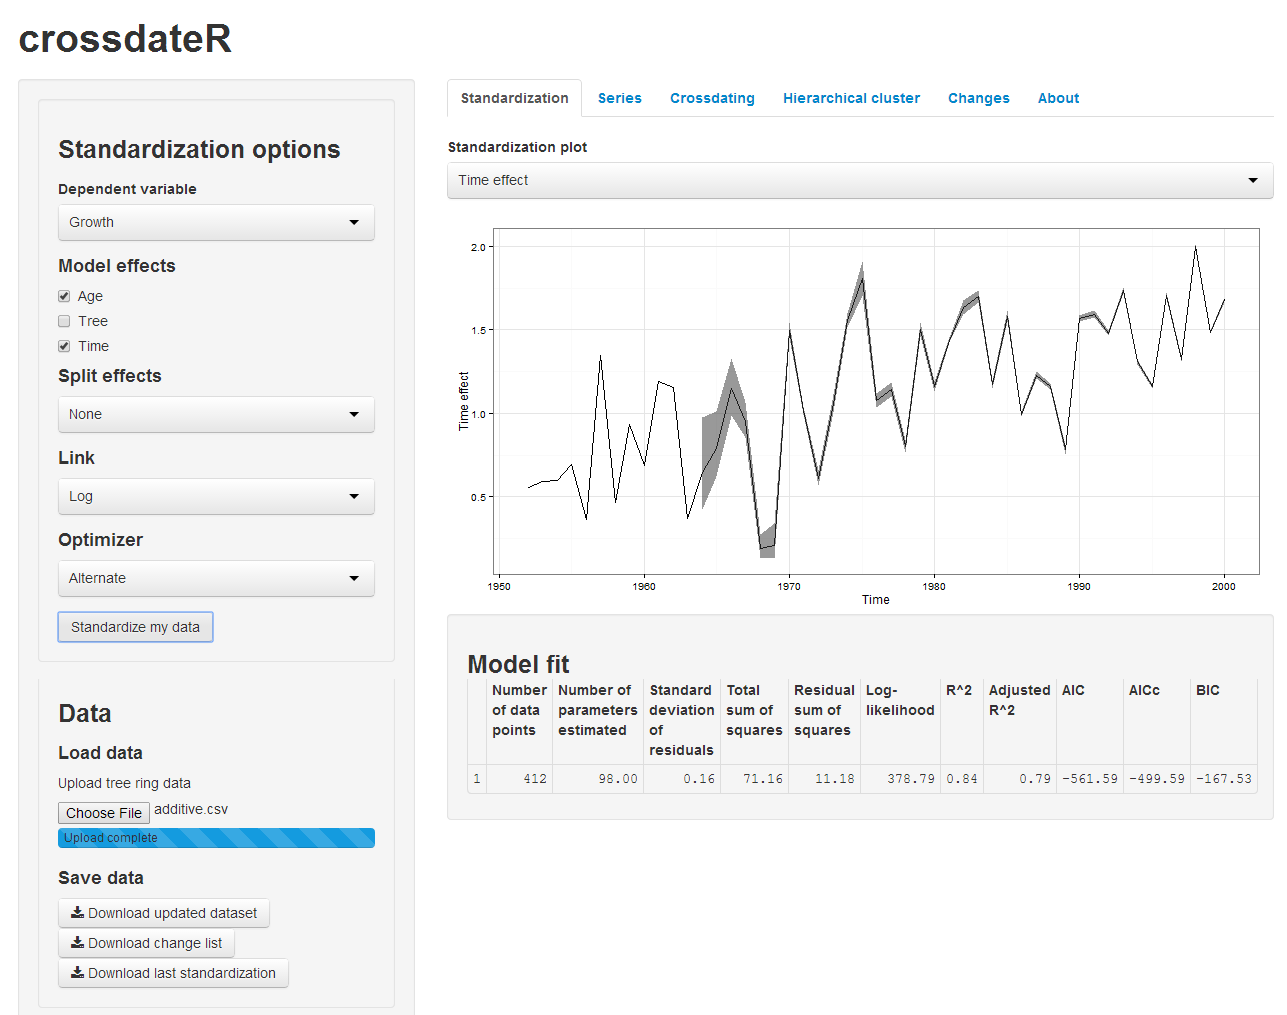 crossdateR
Standardization options
Dependent variable
Growth
Model effects
Age
Tree
Time
Split effects
None
Link
Log
Optimizer
Alternate
Standardize my data
Data
Load data
Upload tree ring data
Choose File additive.csv
Upload complete
Save data
Download updated dataset
Download change list
Download last standardization
Standardization Series Crossdating Hierarchical cluster Changes About
Standardization plot
Time effect
2.0
1.5
1.0
0.5
Time effect
1950 1960 1970 1980 1990 2000
Time
Model fit
Number Number of Standard Total Residual Log- R^2 Adjusted AIC AICc BIC
of data parameters deviation sum of sum of likelihood R^2
points estimated of squares squares
residuals
1 412 98.00 0.16 71.16 11.18 378.79 0.84 0.79 -561.59 -499.59 -167.53